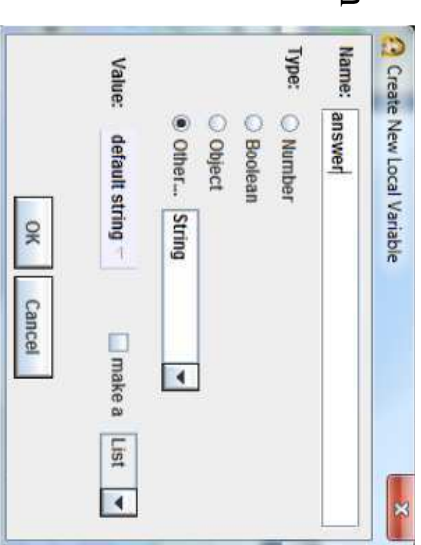 Create New Local Variable
Name: answer
Type: Number
Boolean
Object
Other... String
Value: default string make a List
OK Cancel